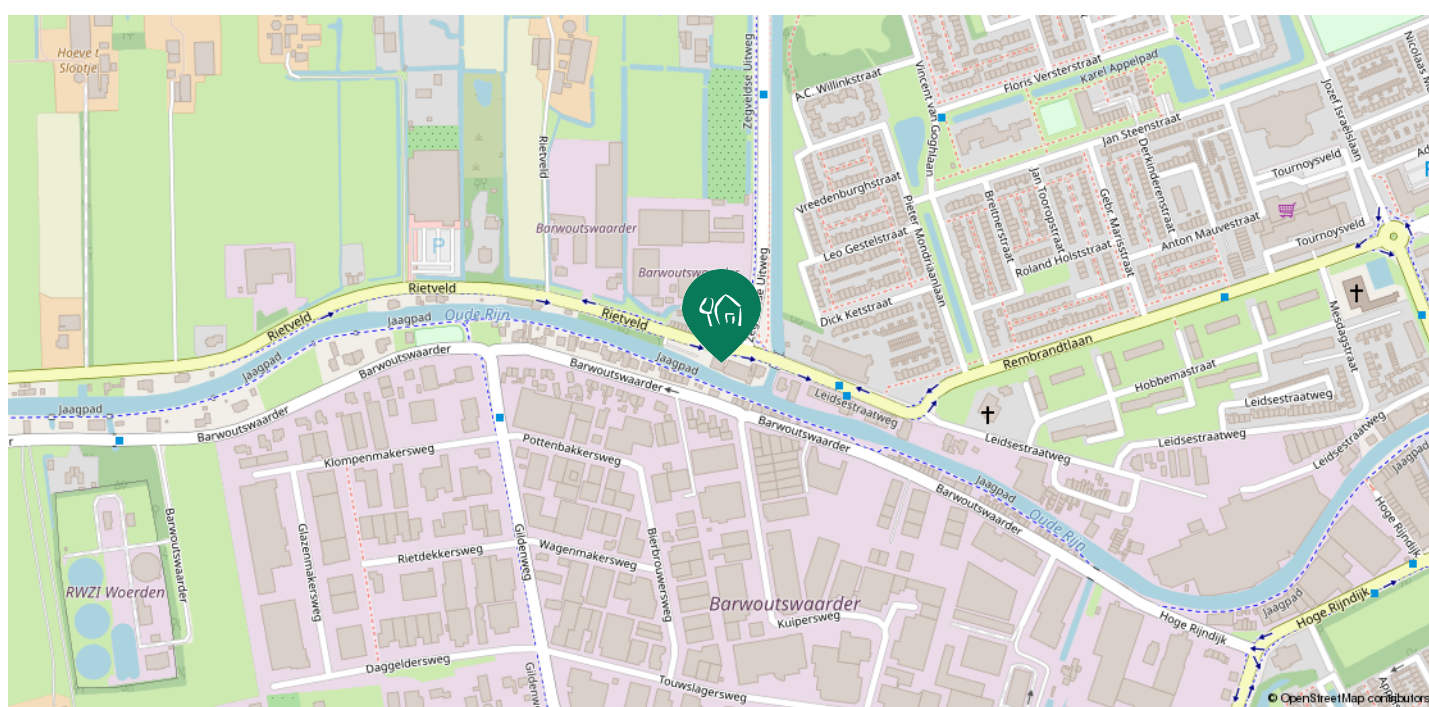 Hoeve 't
Slootje
Zegveldse Uitweg
A.C. Willinkstraat
Vincent van Goghlaan
Floris Versterstraat
Karel Appelpad
Jozef Israëlslaan
Jan Steenstraat
Derkinderenstraat
Tournoysveld
Rietveld
Vreedenburghstraat
Pieter Mondriaanlaan
Breitnerstraat
Jan Tooropstraat
Gebr. Marisstraat
Anton Mauvestraat
Tournoysveld
Barwoutswaarder
P
Leo Gestelstraat
Roland Holststraat
Barwoutswaarder
Rietveld
Dick Ketstraat
Rietveld
Jaagpad
Oude Rijn
Rietveld
Mesdagstraat
Jaagpad
Jaagpad
Rembrandtlaan
Hobbemastraat
Barwoutswaarder
Barwoutswaarder
Jaagpad
Leidsestraatweg
Leidsestraatweg
Barwoutswaarder
Barwoutswaarder
Leidsestraatweg
Leidsestraatweg
Leidsestraatweg
Klompenmakersweg
Pottenbakkersweg
Jaagpad
Jaagpad
Barwoutswaarder
Oude Rijn
Hoge Rijndijk
Barwoutswaarder
Glazenmakersweg
Gildenweg
Bierbrouwersweg
Rietdekkersweg
Wagenmakersweg
RWZI Woerden
Barwoutswaarder
Kuipersweg
Jaagpad
Hoge Rijndijk
Hoge Rijndijk
Daggeldersweg
Gildenweg
Touwslagersweg
© OpenStreetMap contributors